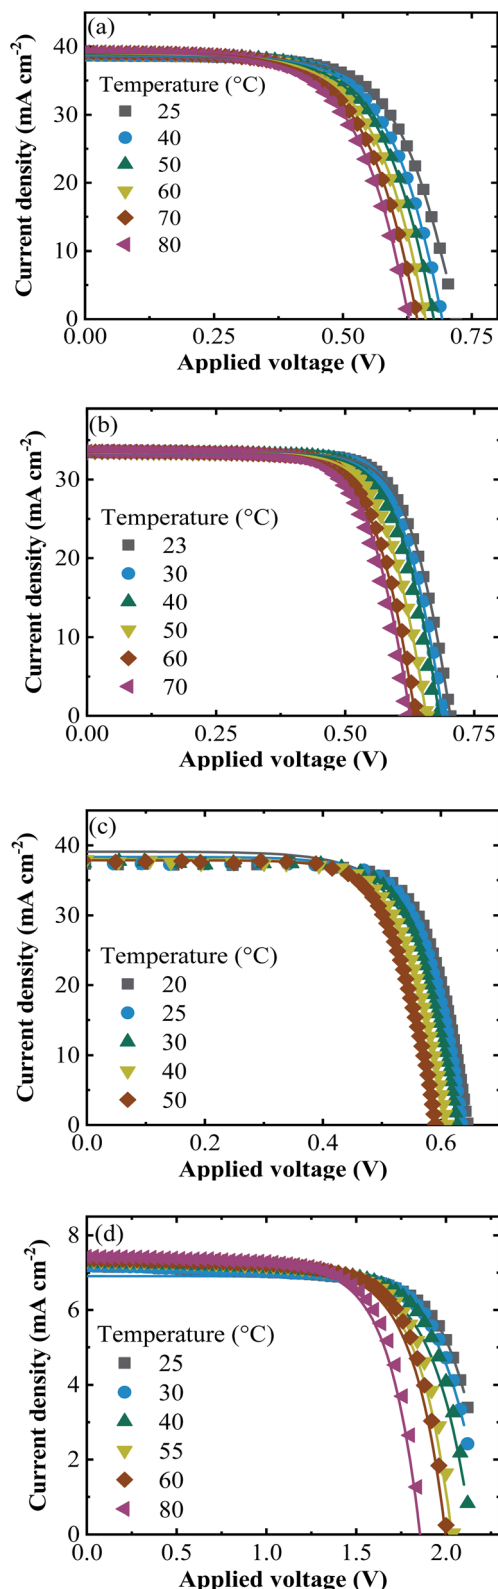 (a)
Temperature (°C)
25
40
50
60
70
80
Current density (mA cm-2)
40
30
20
10
0
0.00 0.25 0.50 0.75
Applied voltage (V)
(b)
Temperature (°C)
23
30
40
50
60
70
Current density (mA cm-2)
30
20
10
0
0.00 0.25 0.50 0.75
Applied voltage (V)
(c)
Temperature (°C)
20
25
30
40
50
Current density (mA cm-2)
40
30
20
10
0
0.0 0.2 0.4 0.6
Applied voltage (V)
(d)
Temperature (°C)
25
30
40
55
60
80
Current density (mA cm-2)
8
6
4
2
0
0.0 0.5 1.0 1.5 2.0
Applied voltage (V)